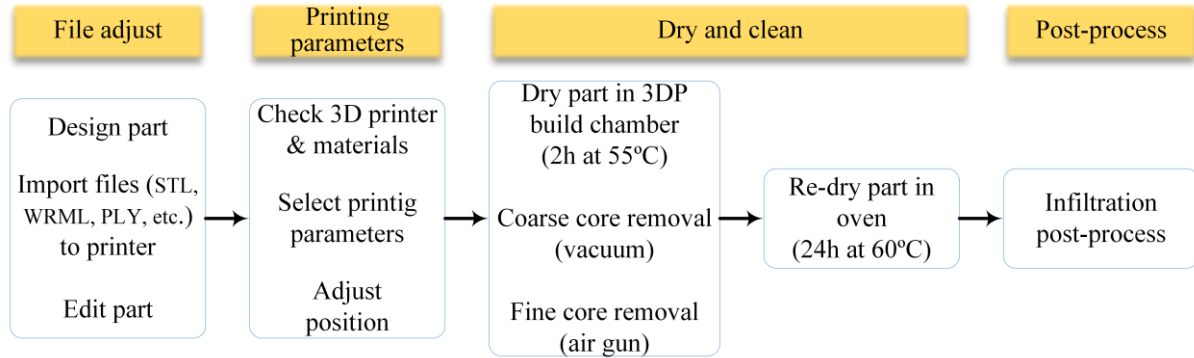 File adjust
Printing
parameters
Dry and clean
Post-process
Design part
Import files (STL,
WRML, PLY, etc.)
to printer
Edit part
Check 3D printer
& materials
Select printig
parameters
Adjust
position
Dry part in 3DP
build chamber
(2h at 55ºC)
Coarse core removal
(vacuum)
Fine core removal
(air gun)
Re-dry part in
oven
(24h at 60ºC)
Infiltration
post-process